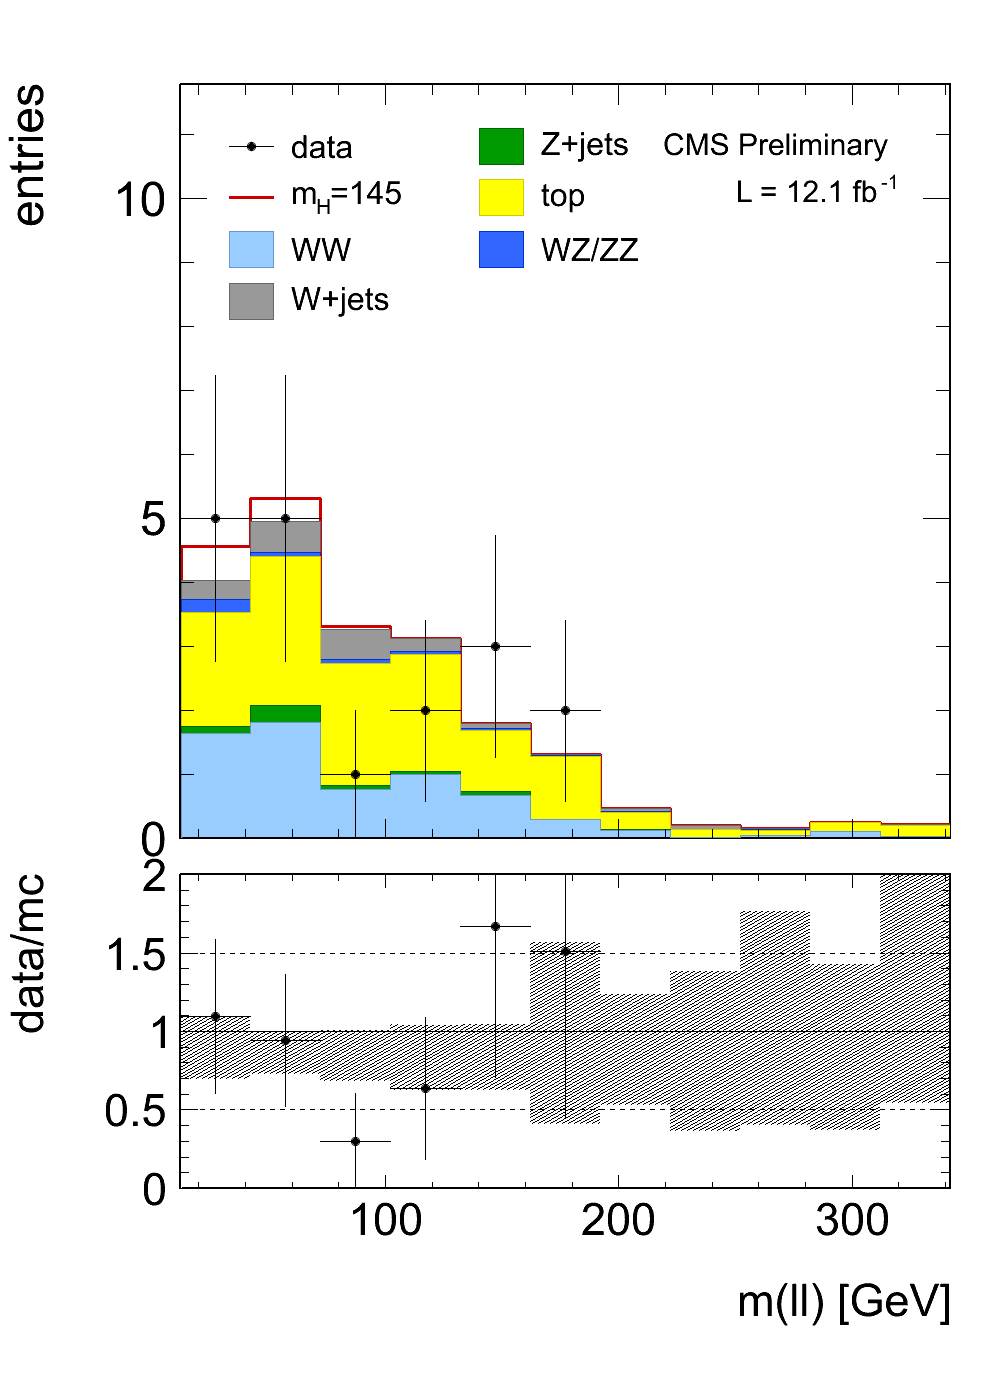 entries
10
5
0
data
m_H=145
WW
W+jets
Z+jets
top
WZ/ZZ
CMS Preliminary
L = 12.1 fb⁻¹
data/mc
2
1.5
1
0.5
0
100 200 300
m(ll) [GeV]